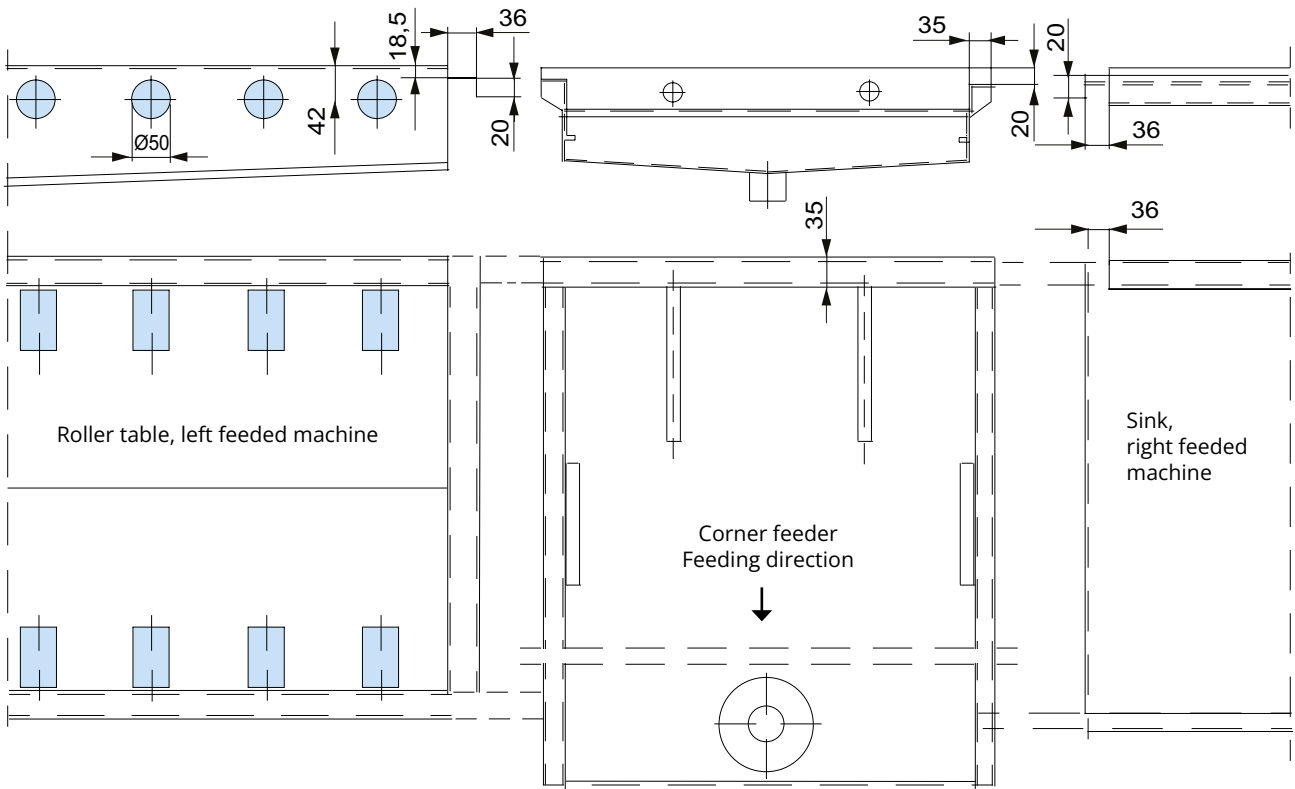 18,5
36
35
20
42
20
20
36
Ø50
35
36
Roller table, left feeded machine
Sink,
right feeded
machine
Corner feeder
Feeding direction